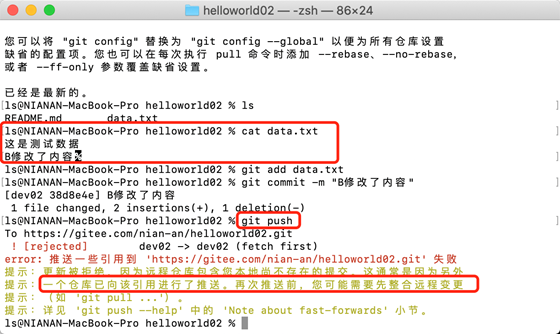 helloworld02 — -zsh — 86×24
您可以将 "git config" 替换为 "git config --global" 以便为所有仓库设置
缺省的配置项。您也可以在每次执行 pull 命令时添加 --rebase、--no-rebase,
或者 --ff-only 参数覆盖缺省设置。
已经是最新的。
ls@NIANAN-MacBook-Pro helloworld02 % ls
README.md data.txt
ls@NIANAN-MacBook-Pro helloworld02 % cat data.txt
这是测试数据
B修改了内容%
ls@NIANAN-MacBook-Pro helloworld02 % git add data.txt
ls@NIANAN-MacBook-Pro helloworld02 % git commit -m "B修改了内容"
[dev02 38d8e4e] B修改了内容
1 file changed, 2 insertions(+), 1 deletion(-)
ls@NIANAN-MacBook-Pro helloworld02 % git push
To https://gitee.com/nian-an/helloworld02.git
! [rejected] dev02 -> dev02 (fetch first)
error: 推送一些引用到 'https://gitee.com/nian-an/helloworld02.git' 失败
提示：更新被拒绝，因为远程仓库包含您本地尚不存在的提交。这通常是因为另外
提示：一个仓库已向该引用进行了推送。再次推送前，您可能需要先整合远程变更
提示：（如 'git pull ...'）。
提示：详见 'git push --help' 中的 'Note about fast-forwards' 小节。
ls@NIANAN-MacBook-Pro helloworld02 %